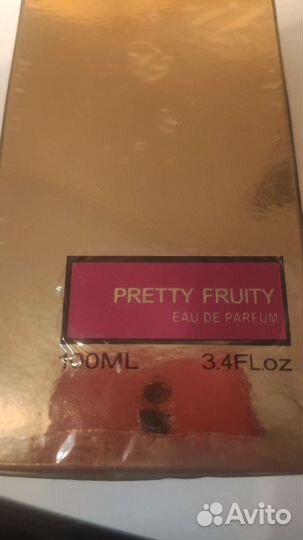 PRETTY FRUITY
EAU DE PARFUM
100ML 3.4FL.oz
Avito